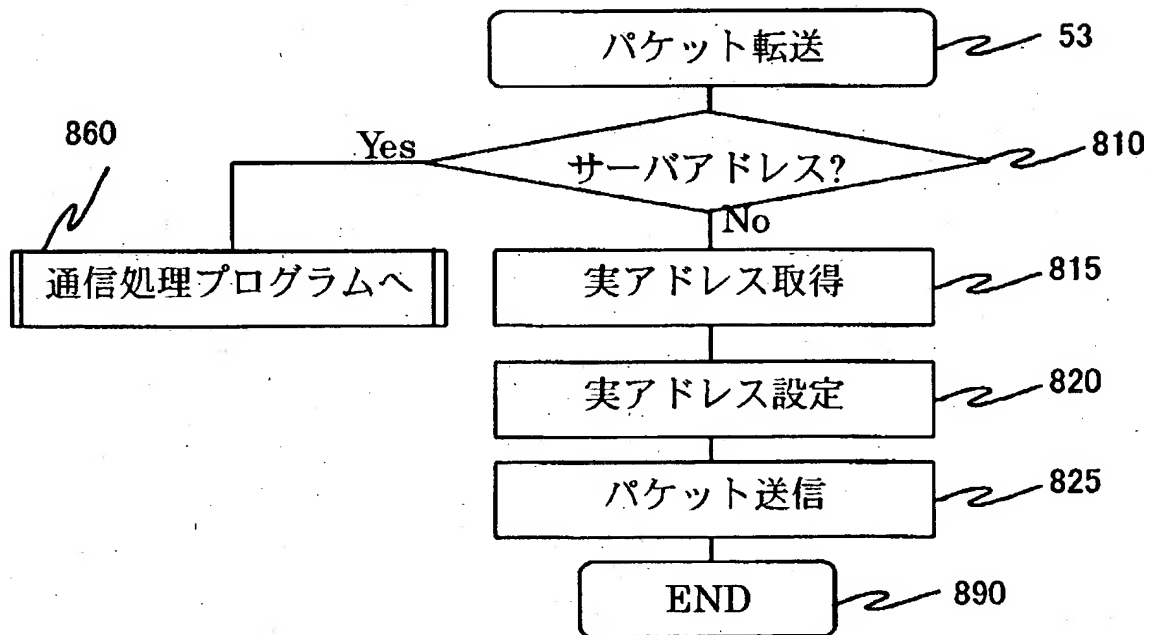 パケット転送
53
860
Yes
サーバアドレス?
810
No
通信処理プログラムへ
実アドレス取得
815
実アドレス設定
820
パケット送信
825
END
890